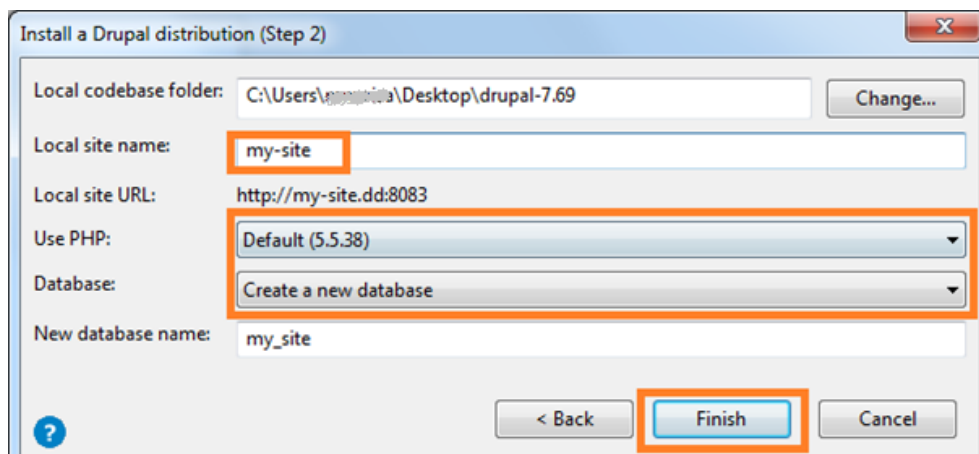 Install a Drupal distribution (Step 2)
Local codebase folder: C:\Users\ \Desktop\drupal-7.69 Change...
Local site name: my-site
Local site URL: http://my-site.dd:8083
Use PHP: Default (5.5.38)
Database: Create a new database
New database name: my_site
? < Back Finish Cancel